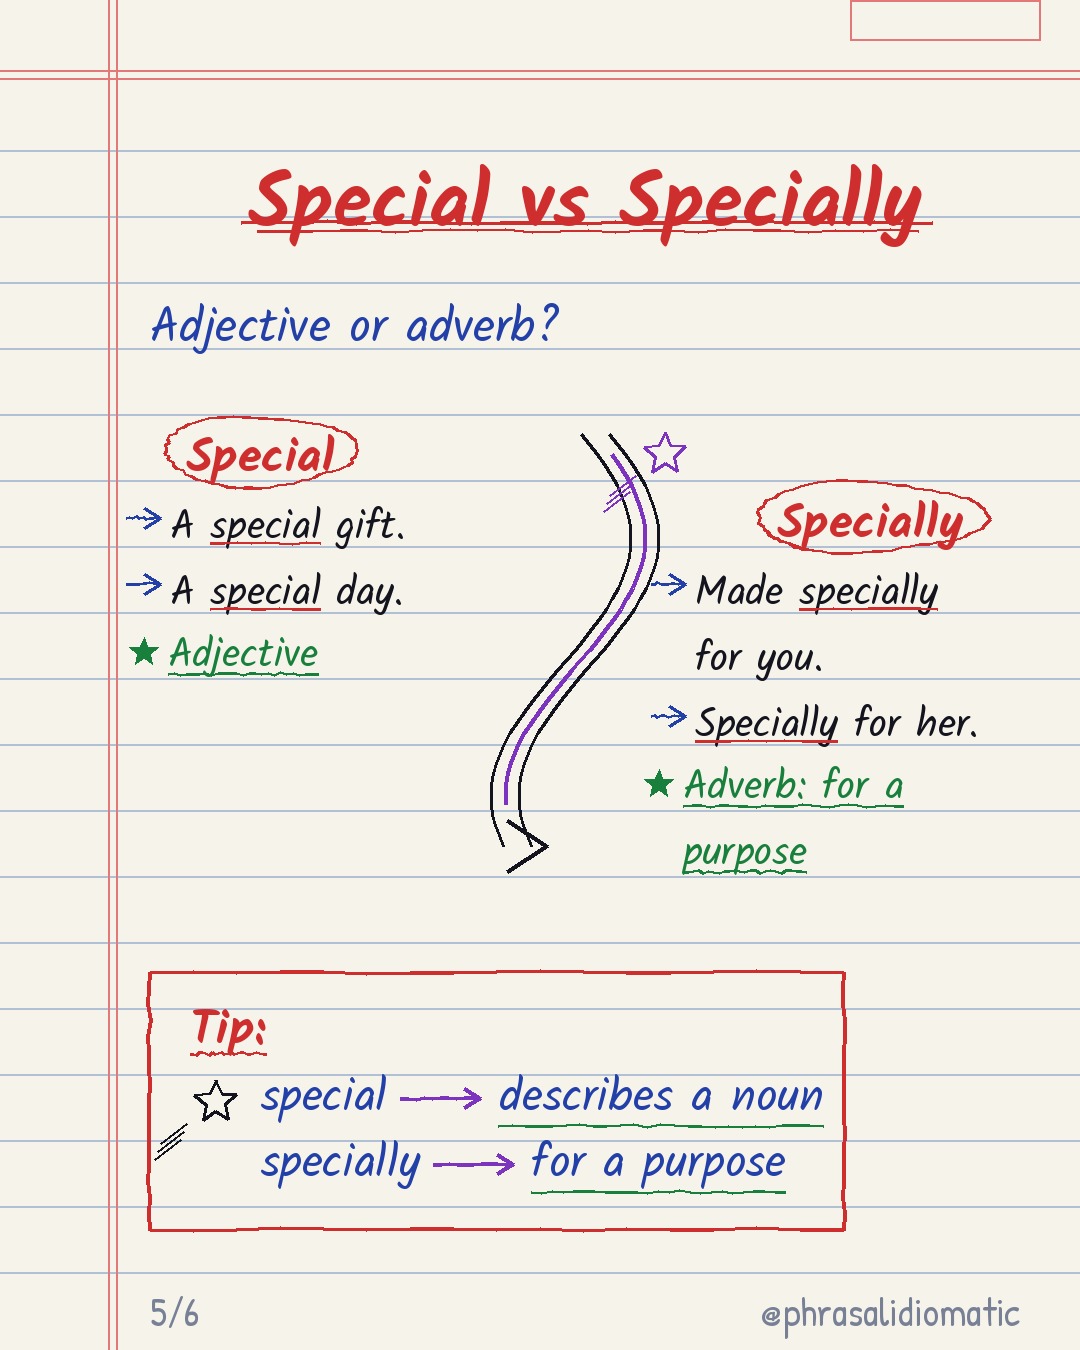 Special vs Specially
Adjective or adverb?
Special
A special gift.
A special day.
Adjective
Specially
Made specially
for you.
Specially for her.
Adverb: for a
purpose
Tip:
special → describes a noun
specially → for a purpose
5/6
@phrasalidiomatic